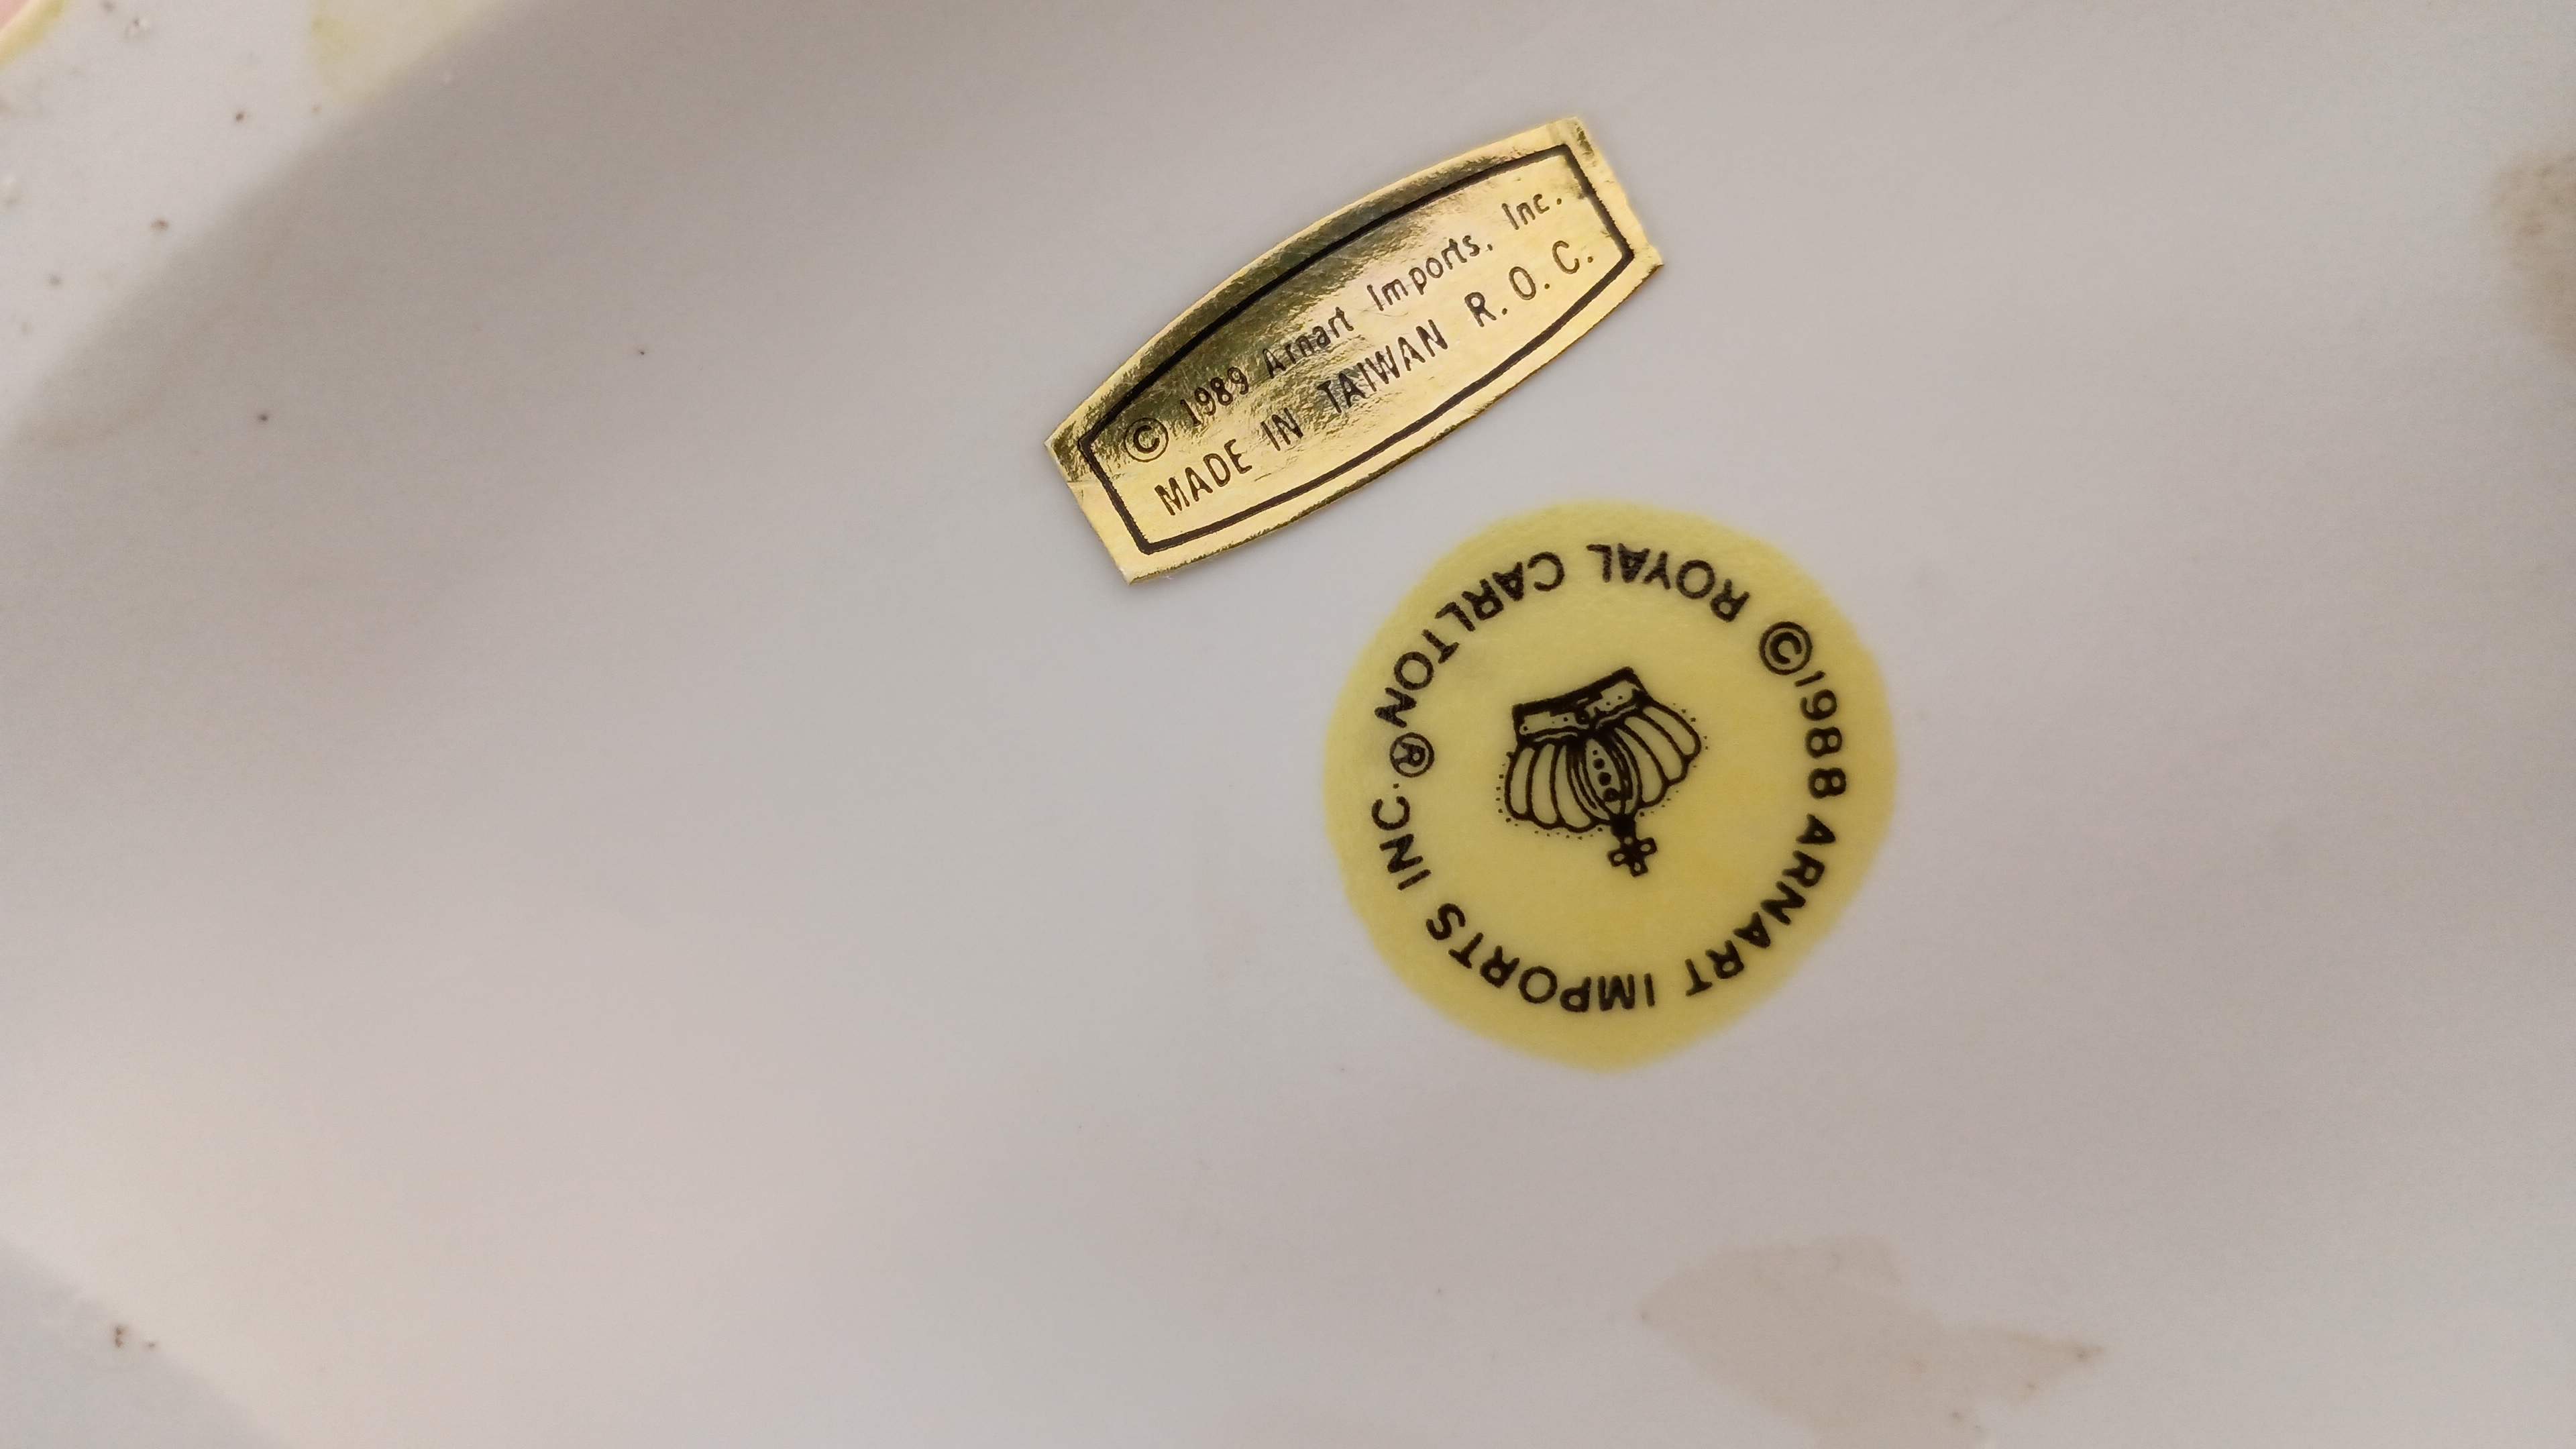 © 1989 Arnart Imports, Inc.
MADE IN TAIWAN R. O. C.
ROYAL CARLTON ®
©1988 ARNART IMPORTS INC.